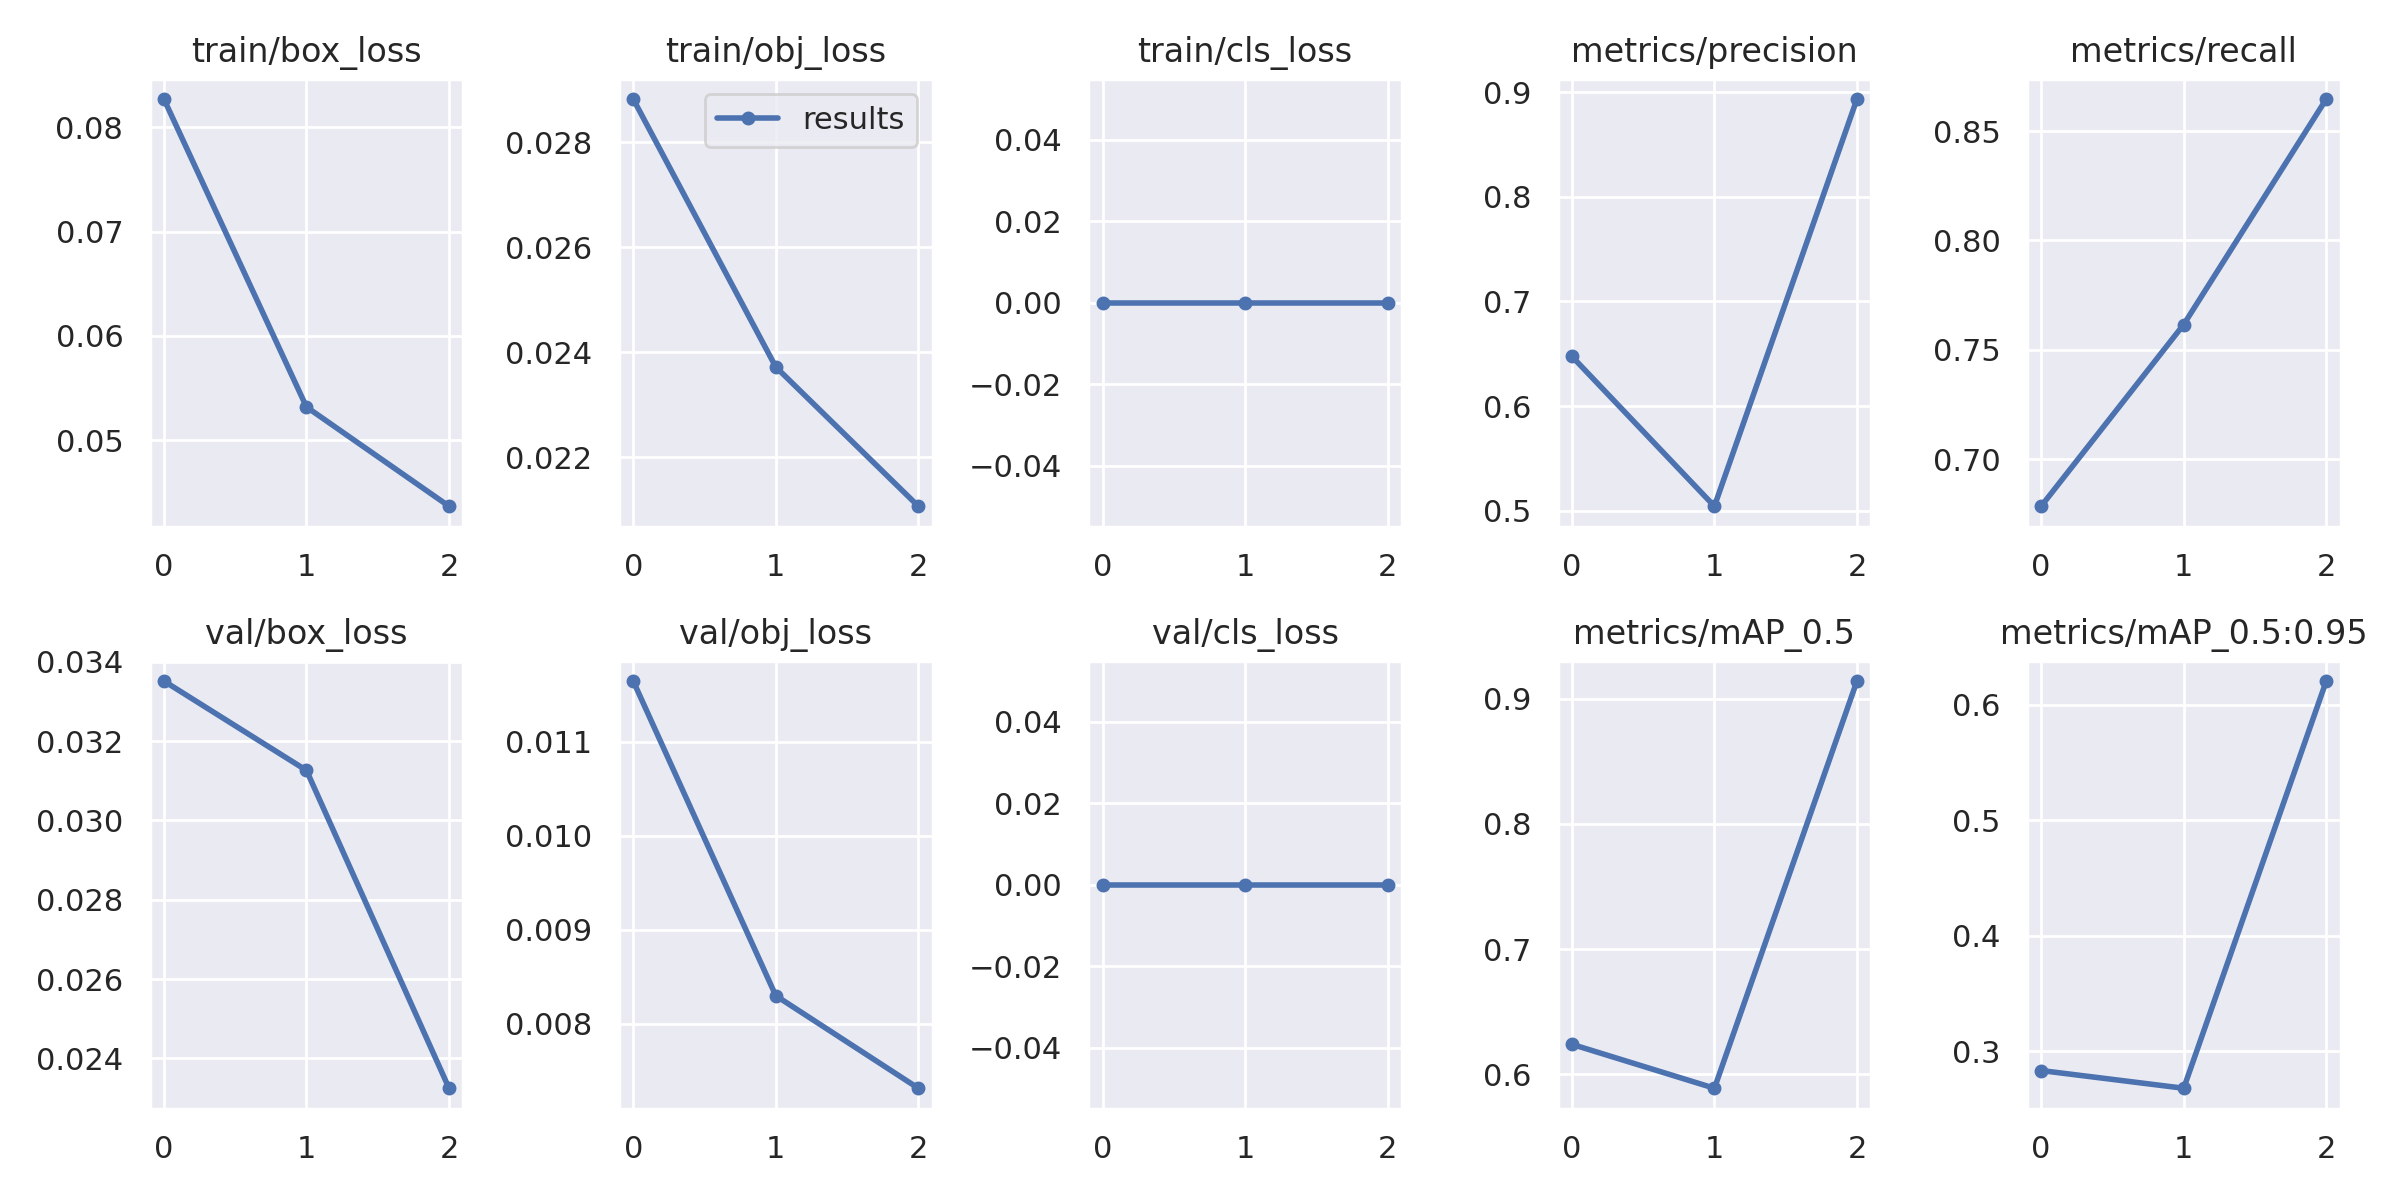 train/box_loss
0.08
0.07
0.06
0.05
0 1 2
train/obj_loss
results
0.028
0.026
0.024
0.022
0 1 2
train/cls_loss
0.04
0.02
0.00
−0.02
−0.04
0 1 2
metrics/precision
0.9
0.8
0.7
0.6
0.5
0 1 2
metrics/recall
0.85
0.80
0.75
0.70
0 1 2
val/box_loss
0.034
0.032
0.030
0.028
0.026
0.024
0 1 2
val/obj_loss
0.011
0.010
0.009
0.008
0 1 2
val/cls_loss
0.04
0.02
0.00
−0.02
−0.04
0 1 2
metrics/mAP_0.5
0.9
0.8
0.7
0.6
0 1 2
metrics/mAP_0.5:0.95
0.6
0.5
0.4
0.3
0 1 2